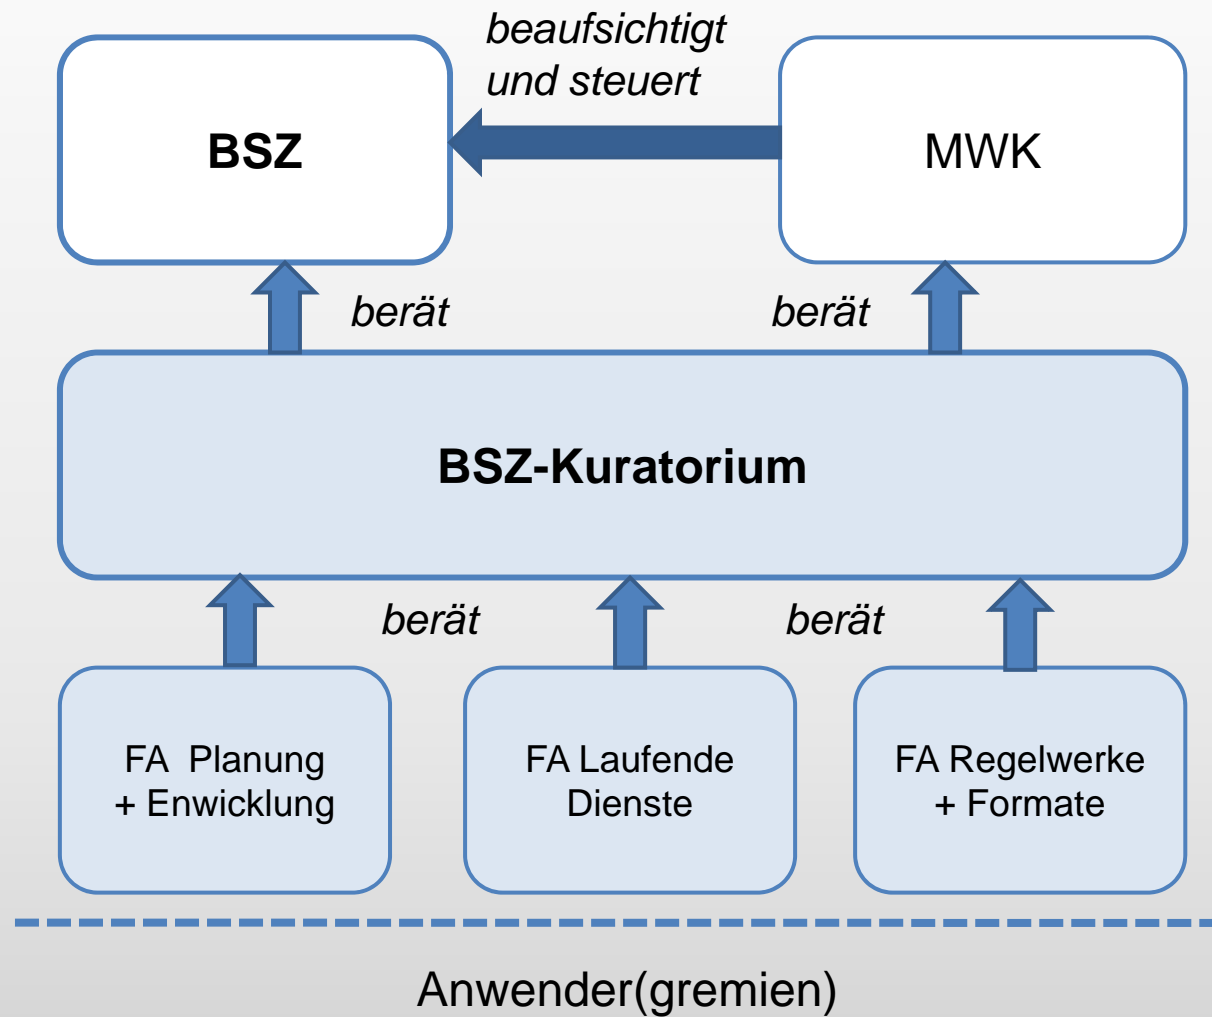 beaufsichtigt
und steuert
BSZ
MWK
berät
berät
BSZ-Kuratorium
berät
berät
FA Planung
+ Enwicklung
FA Laufende
Dienste
FA Regelwerke
+ Formate
Anwender(gremien)